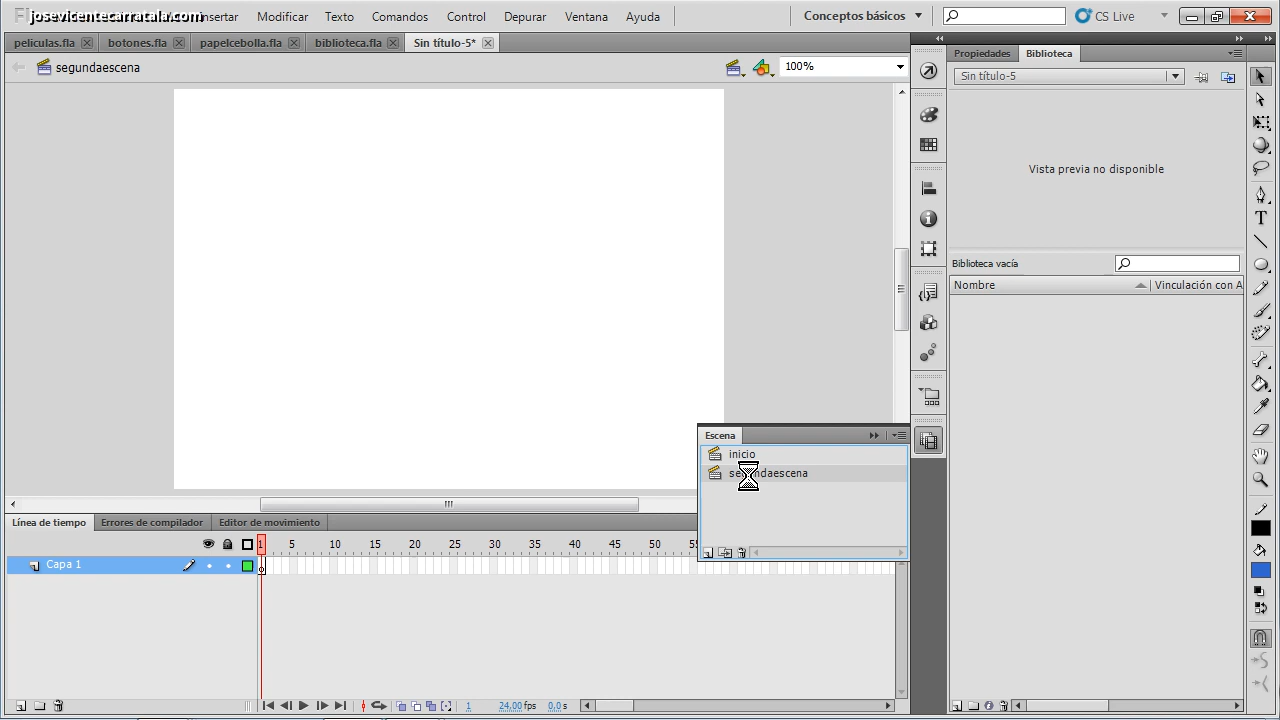 josevicentecarratala.com
Insertar Modificar Texto Comandos Control Depurar Ventana Ayuda Conceptos básicos CS Live
peliculas.fla botones.fla papelcebolla.fla biblioteca.fla Sin título-5*
segundaescena 100%
Propiedades Biblioteca
Sin título-5
Vista previa no disponible
Biblioteca vacía
Nombre Vinculación con A
Escena
inicio
segundaescena
Línea de tiempo Errores de compilador Editor de movimiento
1 5 10 15 20 25 30 35 40 45 50
Capa 1
1 24.00 fps 0.0 s